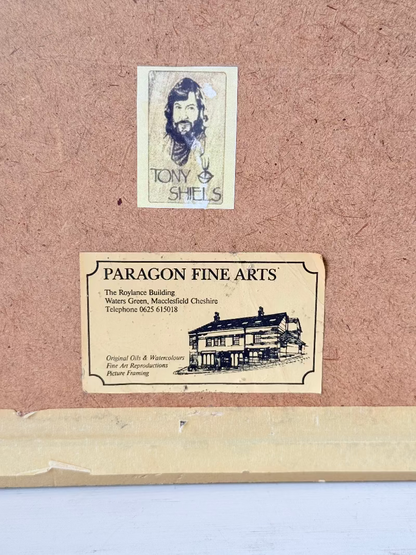 TONY
SHIELS
PARAGON FINE ARTS
The Roylance Building
Waters Green, Macclesfield Cheshire
Telephone 0625 615018
Original Oils & Watercolours
Fine Art Reproductions
Picture Framing